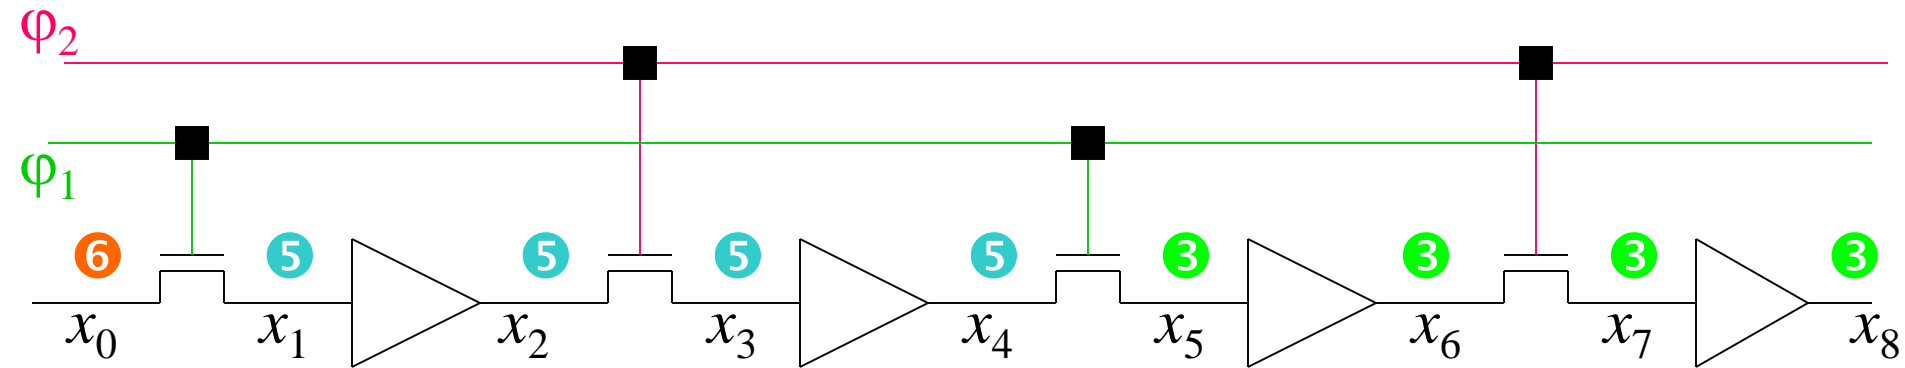 φ₂
φ₁
6 5 5 5 5 3 3 3 3
x₀ x₁ x₂ x₃ x₄ x₅ x₆ x₇ x₈